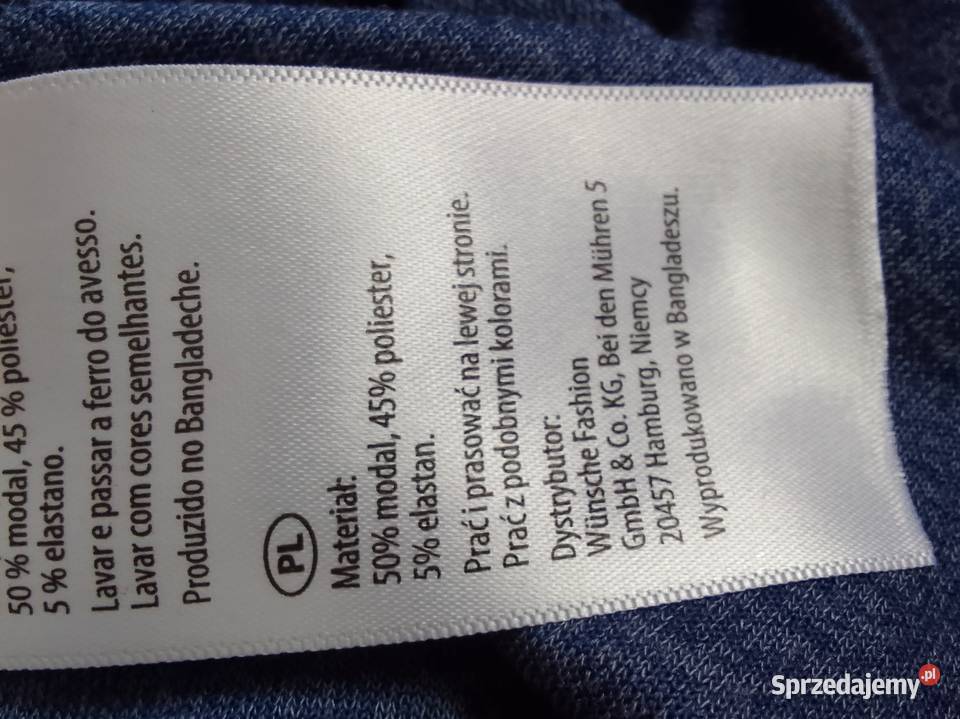 50 % modal, 45 % poliéster,
5 % elastano.
Lavar e passar a ferro do avesso.
Lavar com cores semelhantes.
Produzido no Bangladeche.
PL
Materiał:
50% modal, 45% poliester,
5% elastan.
Prać i prasować na lewej stronie.
Prać z podobnymi kolorami.
Dystrybutor:
Wünsche Fashion
GmbH & Co. KG, Bei den Mühren 5
20457 Hamburg, Niemcy
Wyprodukowano w Bangladeszu.
Sprzedajemy.pl